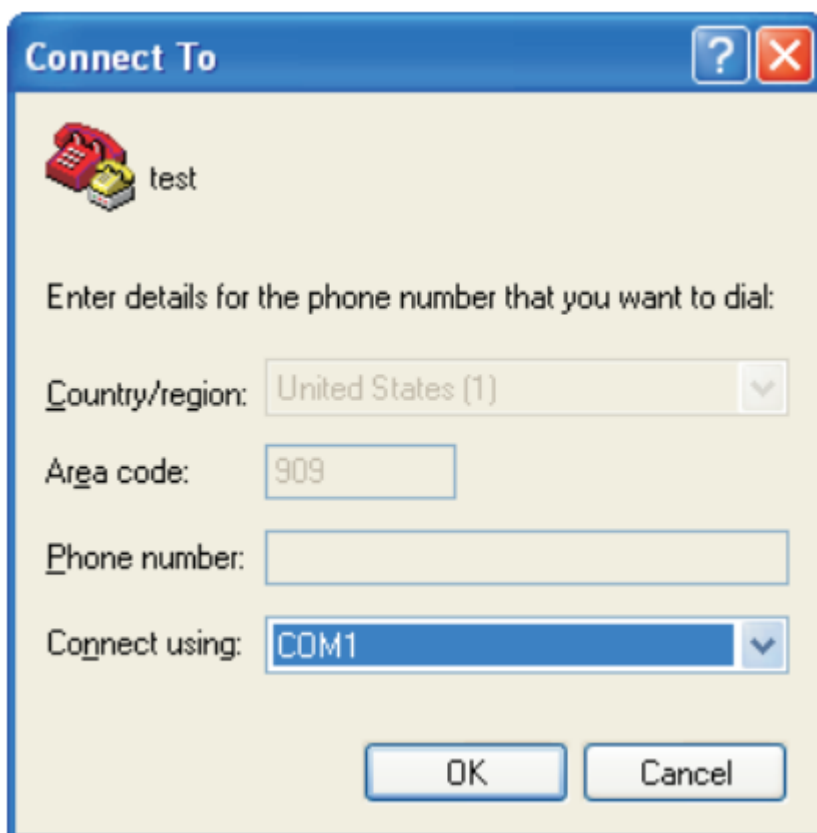 Connect To
test
Enter details for the phone number that you want to dial:
Country/region: United States (1)
Area code: 909
Phone number:
Connect using: COM1
OK Cancel